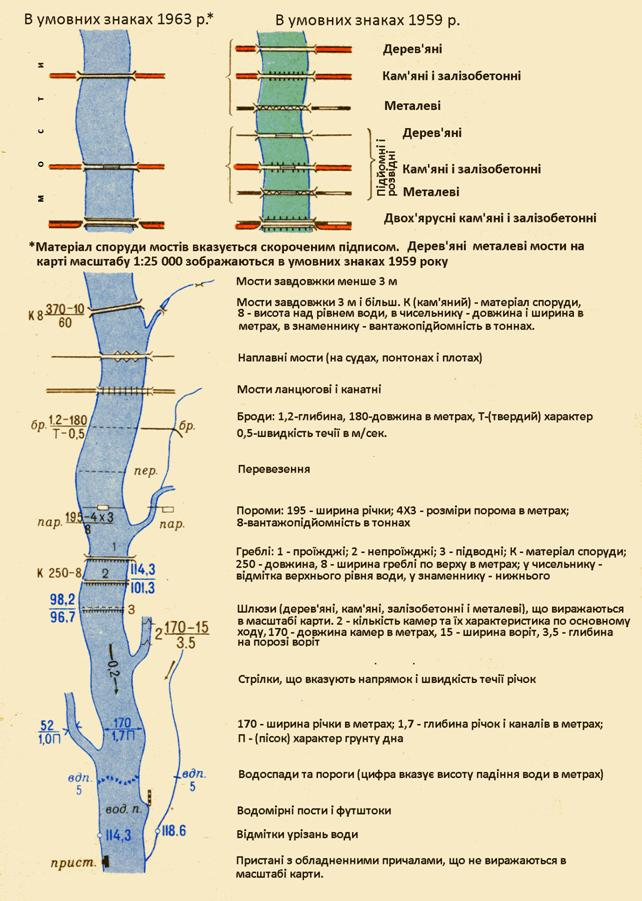 В умовних знаках 1963 р.*
В умовних знаках 1959 р.
МОСТИ
Дерев'яні
Кам'яні і залізобетонні
Металеві
Дерев'яні
Кам'яні і залізобетонні
Металеві
Підйомні і розвідні
Двох'ярусні кам'яні і залізобетонні
*Матеріал споруди мостів вказується скороченим підписом. Дерев'яні металеві мости на
карті масштабу 1:25 000 зображаються в умовних знаках 1959 року
Мости завдовжки менше 3 м
К 8 370-10
60
Мости завдовжки 3 м і більш. К (кам'яний) - матеріал споруди,
8 - висота над рівнем води, в чисельнику - довжина і ширина в
метрах, в знаменнику - вантажопідйомність в тоннах.
Наплавні мости (на судах, понтонах і плотах)
Мости ланцюгові і канатні
бр. 1.2-180
Т-0,5
бр.
Броди: 1,2-глибина, 180-довжина в метрах, Т-(твердий) характер
0,5-швидкість течії в м/сек.
пер.
Перевезення
пар. 195-4х3
8
пар.
Пороми: 195 - ширина річки; 4Х3 - розміри порома в метрах;
8-вантажопідйомність в тоннах
1
К 250-8
2
114,3
101.3
Греблі: 1 - проїжджі; 2 - непроїжджі; 3 - підводні; К - матеріал споруди;
250 - довжина, 8 - ширина греблі по верху в метрах; у чисельнику -
відмітка верхнього рівня води, у знаменнику - нижнього
98,2
96.7
3
2 170-15
3.5
Шлюзи (дерев'яні, кам'яні, залізобетонні і металеві), що виражаються
в масштабі карти. 2 - кількість камер та їх характеристика по основному
ходу, 170 - довжина камер в метрах, 15 - ширина воріт, 3,5 - глибина
на порозі воріт
0,2
Стрілки, що вказують напрямок і швидкість течії річок
52
1,0П
170
1,7П
170 - ширина річки в метрах; 1,7 - глибина річок і каналів в метрах;
П - (пісок) характер грунту дна
вдп.
5
вдп.
5
Водоспади та пороги (цифра вказує висоту падіння води в метрах)
вод. п.
Водомірні пости і футштоки
114,3
118.6
Відмітки урізань води
прист.
Пристані з обладненними причалами, що не виражаються в
масштабі карти.